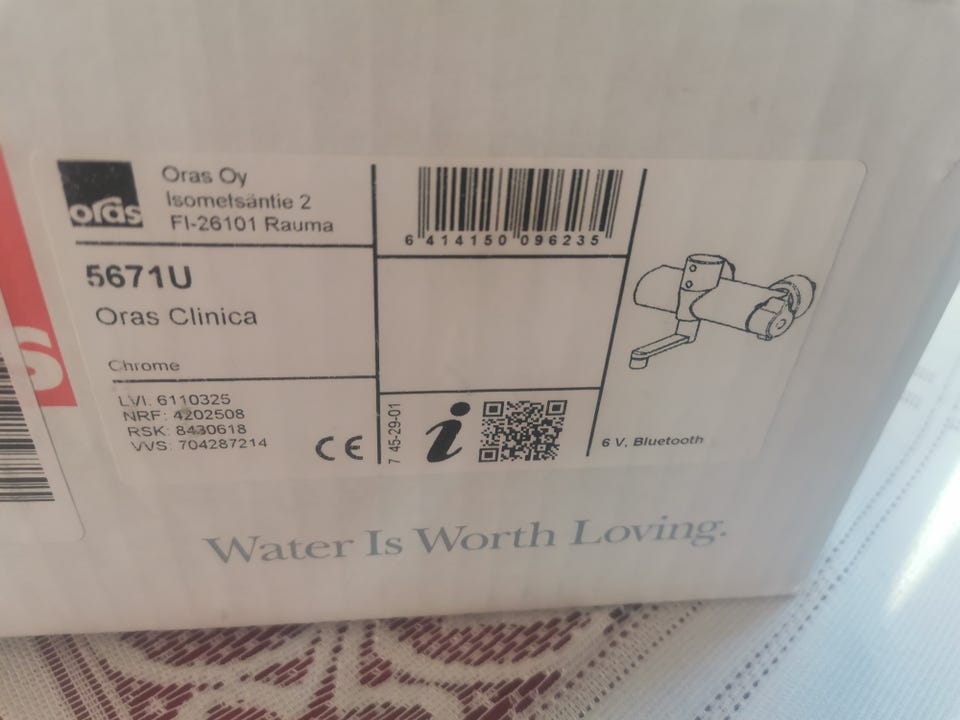 oras
Oras Oy
Isometsäntie 2
FI-26101 Rauma
6 414150 096235
5671U
Oras Clinica
Chrome
LVI: 6110325
NRF: 4202508
RSK: 8430618
VVS: 704287214
CE
7 45-29-01
i
6 V, Bluetooth
Water Is Worth Loving.
s